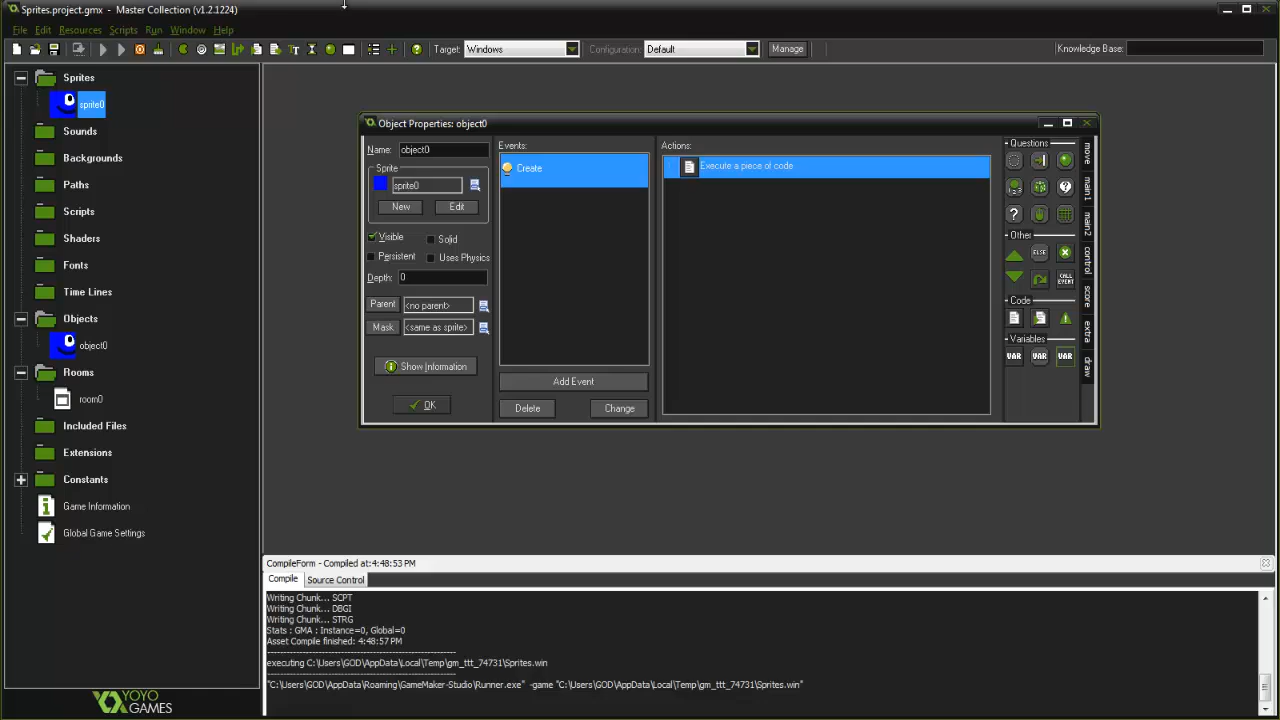 Sprites.project.gmx - Master Collection (v1.2.1224)
File Edit Resources Scripts Run Window Help
Target: Windows Configuration: Default Manage Knowledge Base:
Sprites
sprite0
Sounds
Backgrounds
Paths
Scripts
Shaders
Fonts
Time Lines
Objects
object0
Rooms
room0
Included Files
Extensions
Constants
Game Information
Global Game Settings
YOYO
GAMES
Object Properties: object0
Name: object0
Sprite
sprite0
New Edit
Visible Solid
Persistent Uses Physics
Depth: 0
Parent <no parent>
Mask <same as sprite>
Show Information
OK
Events:
Create
Add Event
Delete Change
Actions:
Execute a piece of code
Questions
Other
ELSE
CALL
EVENT
Code
Variables
VAR VAR VAR
move
main1
main2
control
score
extra
draw
CompileForm - Compiled at:4:48:53 PM
Compile Source Control
Writing Chunk... SCPT
Writing Chunk... DBGI
Writing Chunk... STRG
Stats : GMA : Instance=0, Global=0
Asset Compile finished: 4:48:57 PM
------------------------------------------------
executing C:\Users\GOD\AppData\Local\Temp\gm_ttt_74731\Sprites.win
------------------------------------------------
"C:\Users\GOD\AppData\Roaming\GameMaker-Studio\Runner.exe" -game "C:\Users\GOD\AppData\Local\Temp\gm_ttt_74731\Sprites.win"